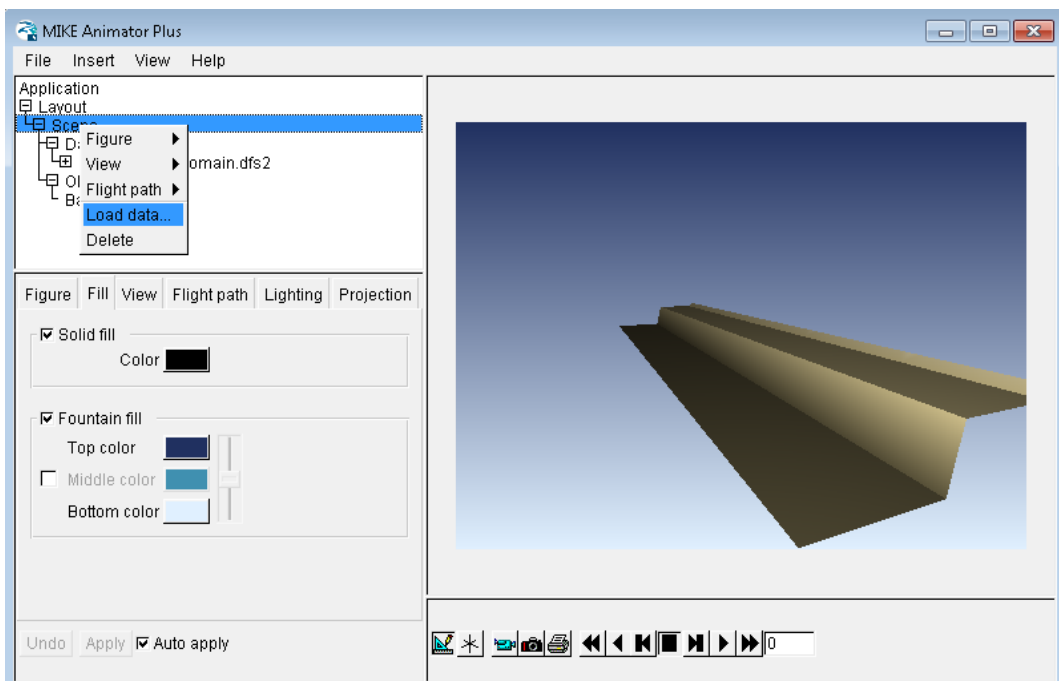 MIKE Animator Plus
File Insert View Help
Application
Layout
Scene
Figure
View
omain.dfs2
Flight path
Load data...
Delete
Figure Fill View Flight path Lighting Projection
Solid fill
Color
Fountain fill
Top color
Middle color
Bottom color
Undo Apply Auto apply
0